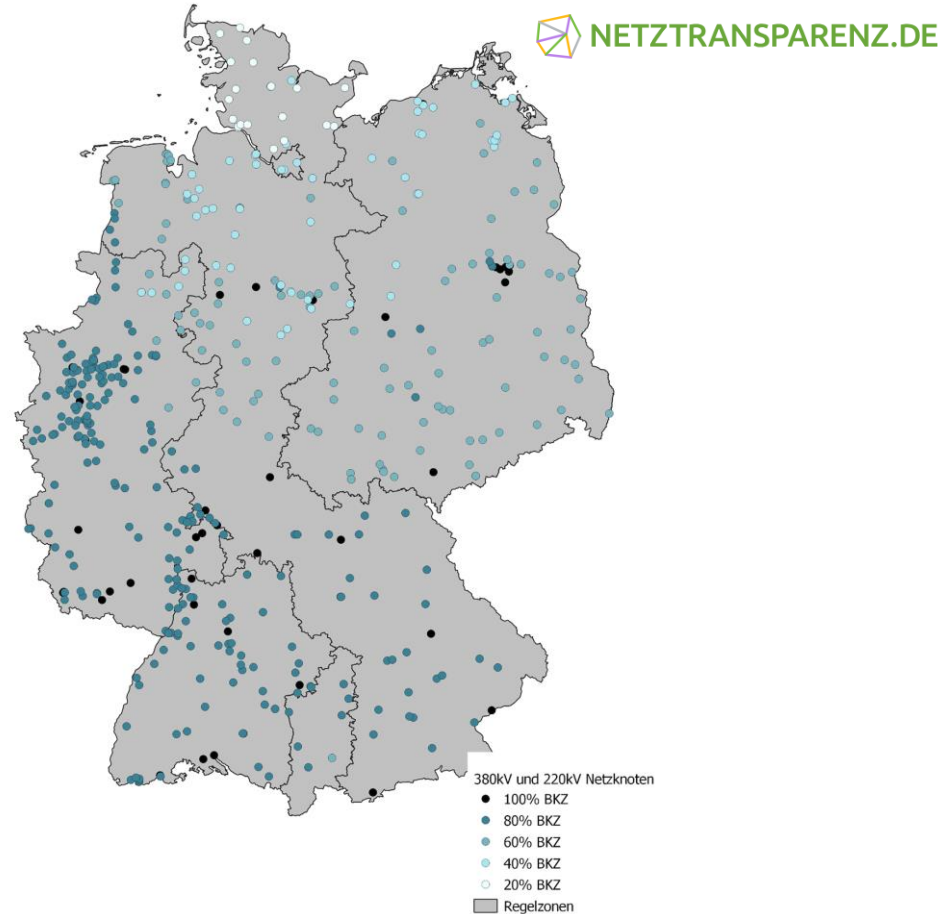 NETZTRANSPARENZ.DE
380kV und 220kV Netzknoten
100% BKZ
80% BKZ
60% BKZ
40% BKZ
20% BKZ
Regelzonen